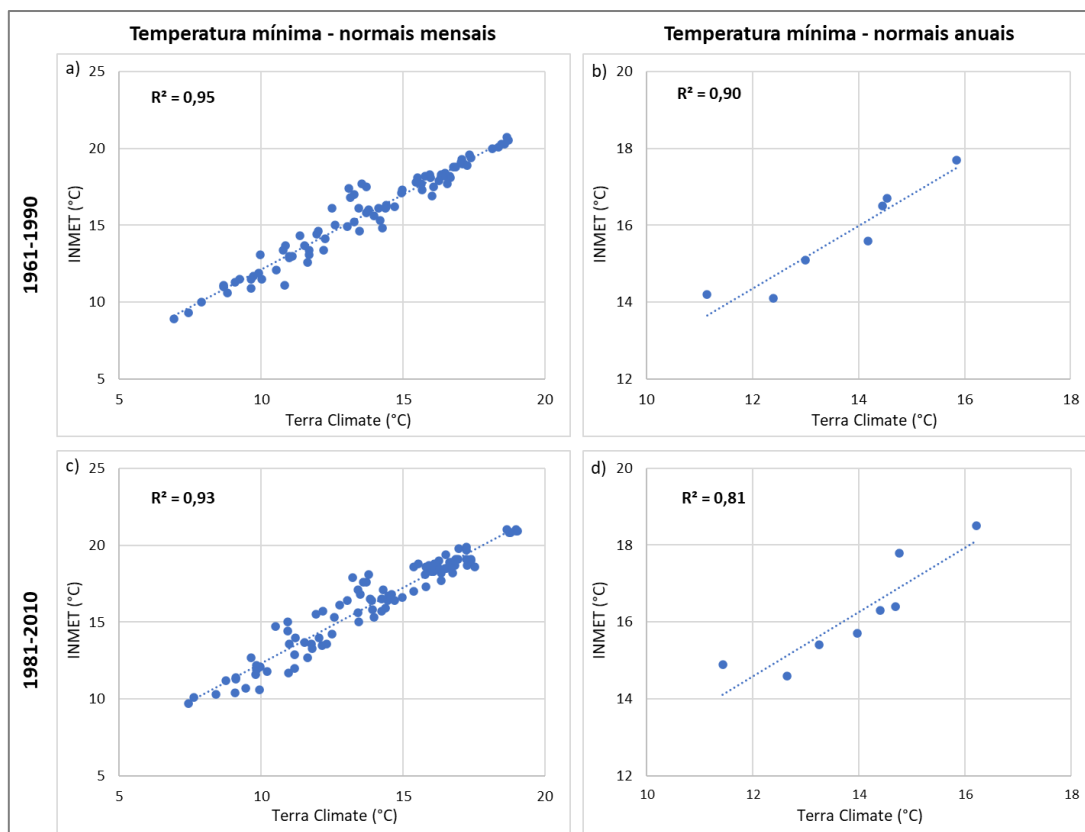 Temperatura mínima - normais mensais
Temperatura mínima - normais anuais
1961-1990
a)
R² = 0,95
25
20
15
10
5
INMET (°C)
5 10 15 20
Terra Climate (°C)
b)
R² = 0,90
20
18
16
14
12
INMET (°C)
10 12 14 16 18
Terra Climate (°C)
1981-2010
c)
R² = 0,93
25
20
15
10
5
INMET (°C)
5 10 15 20
Terra Climate (°C)
d)
R² = 0,81
20
18
16
14
12
INMET (°C)
10 12 14 16 18
Terra Climate (°C)